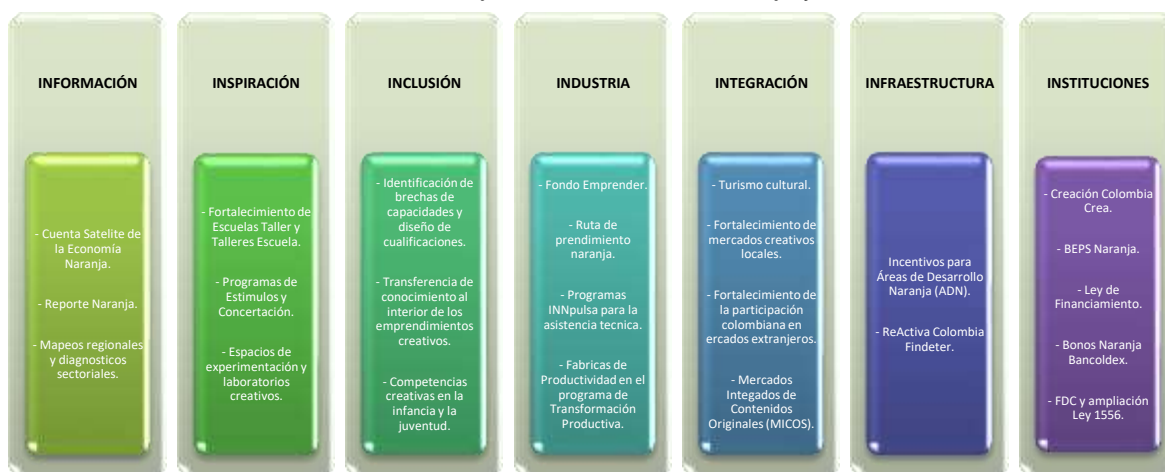 INFORMACIÓN
- Cuenta Satelite de
la Economía
Naranja.
- Reporte Naranja.
- Mapeos regionales
y diagnosticos
sectoriales.
INSPIRACIÓN
- Fortalecimiento de
Escuelas Taller y
Talleres Escuela.
- Programas de
Estimulos y
Concertación.
- Espacios de
experimentación y
laboratorios
creativos.
INCLUSIÓN
- Identificación de
brechas de
capacidades y
diseño de
cualificaciones.
- Transferencia de
conocimiento al
interior de los
emprendimientos
creativos.
- Competencias
creativas en la
infancia y la
juventud.
INDUSTRIA
- Fondo Emprender.
- Ruta de
prendimiento
naranja.
- Programas
INNpulsa para la
asistencia tecnica.
- Fabricas de
Productividad en el
programa de
Transformación
Productiva.
INTEGRACIÓN
- Turismo cultural.
- Fortalecimiento de
mercados creativos
locales.
- Fortalecimiento de
la participación
colombiana en
ercados extranjeros.
- Mercados
Integados de
Contenidos
Originales (MICOS).
INFRAESTRUCTURA
Incentivos para
Áreas de Desarrollo
Naranja (ADN).
- ReActiva Colombia
Findeter.
INSTITUCIONES
- Creación Colombia
Crea.
- BEPS Naranja.
- Ley de
Financiamiento.
- Bonos Naranja
Bancoldex.
- FDC y ampliación
Ley 1556.